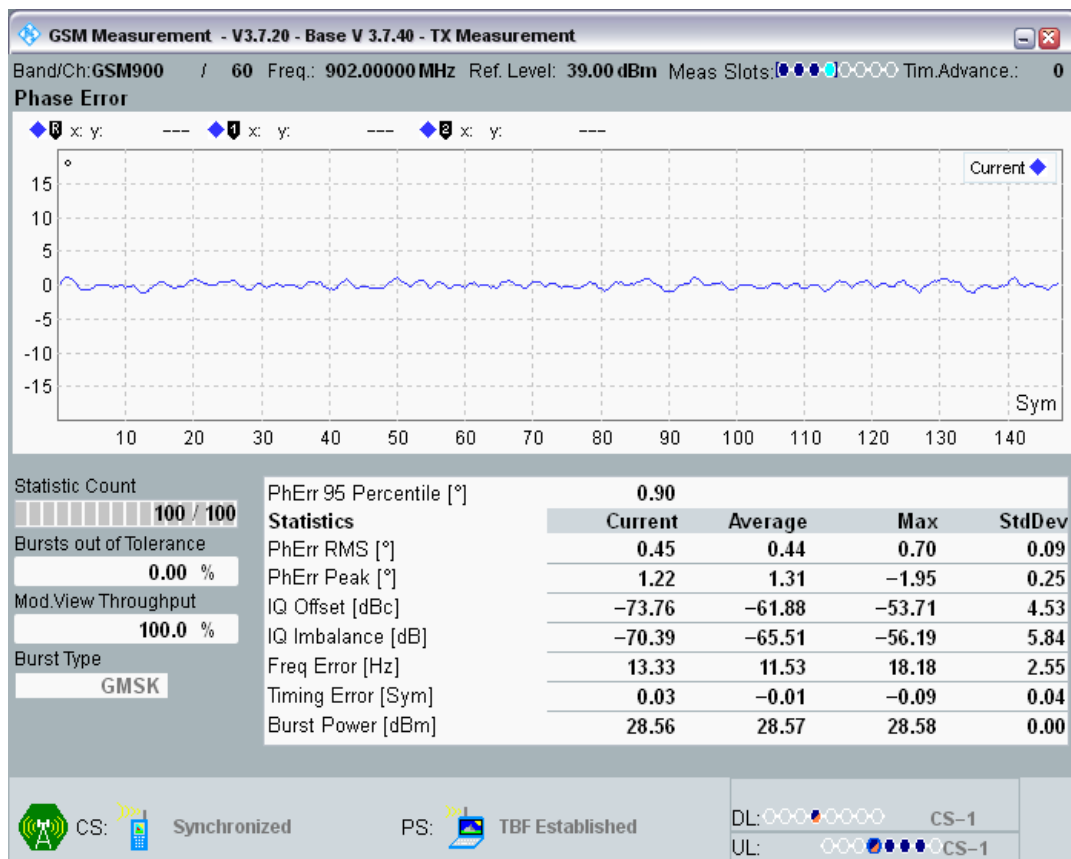 GSM Measurement - V3.7.20 - Base V 3.7.40 - TX Measurement
Band/Ch:GSM900 / 60 Freq.: 902.00000 MHz Ref. Level: 39.00 dBm Meas Slots: Tim.Advance.: 0
Phase Error
R x: y: --- 1 x: y: --- 2 x: y: ---
°
Current
15
10
5
0
-5
-10
-15
Sym
10 20 30 40 50 60 70 80 90 100 110 120 130 140
Statistic Count
100 / 100
Bursts out of Tolerance
0.00 %
Mod.View Throughput
100.0 %
Burst Type
GMSK
PhErr 95 Percentile [°] 0.90
Statistics Current Average Max StdDev
PhErr RMS [°] 0.45 0.44 0.70 0.09
PhErr Peak [°] 1.22 1.31 −1.95 0.25
IQ Offset [dBc] −73.76 −61.88 −53.71 4.53
IQ Imbalance [dB] −70.39 −65.51 −56.19 5.84
Freq Error [Hz] 13.33 11.53 18.18 2.55
Timing Error [Sym] 0.03 −0.01 −0.09 0.04
Burst Power [dBm] 28.56 28.57 28.58 0.00
CS: Synchronized PS: TBF Established
DL: CS−1
UL: CS−1